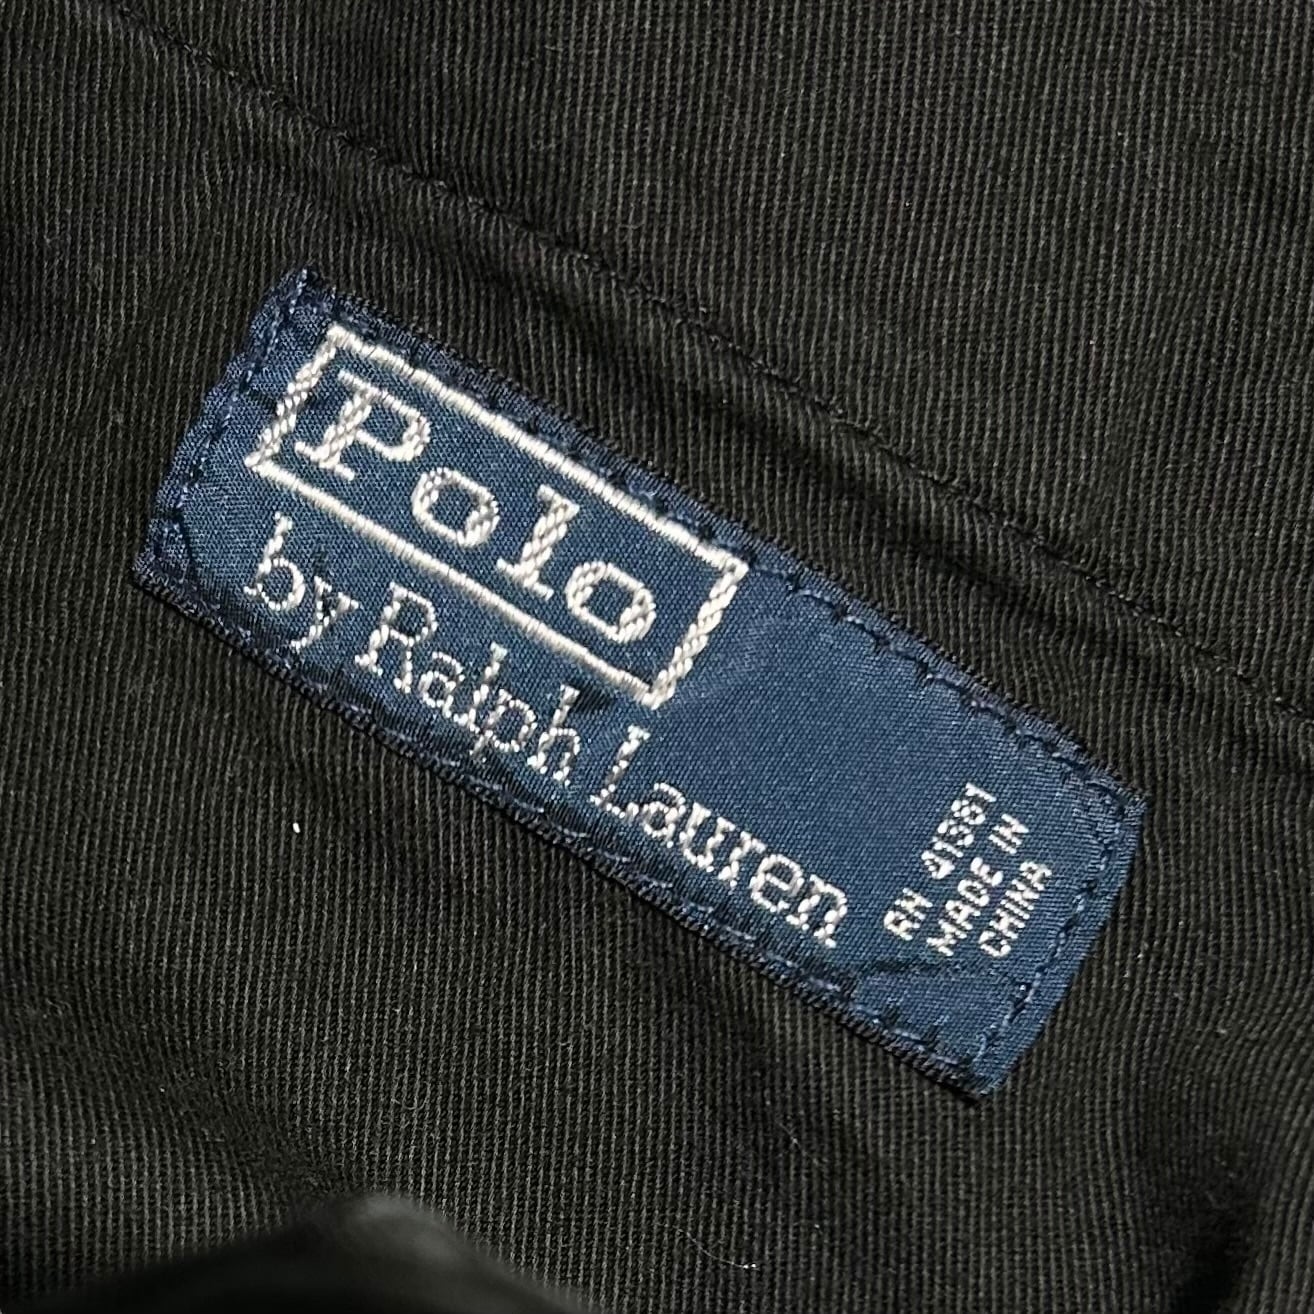 Polo
by Ralph Lauren
RN 41381
MADE IN
CHINA